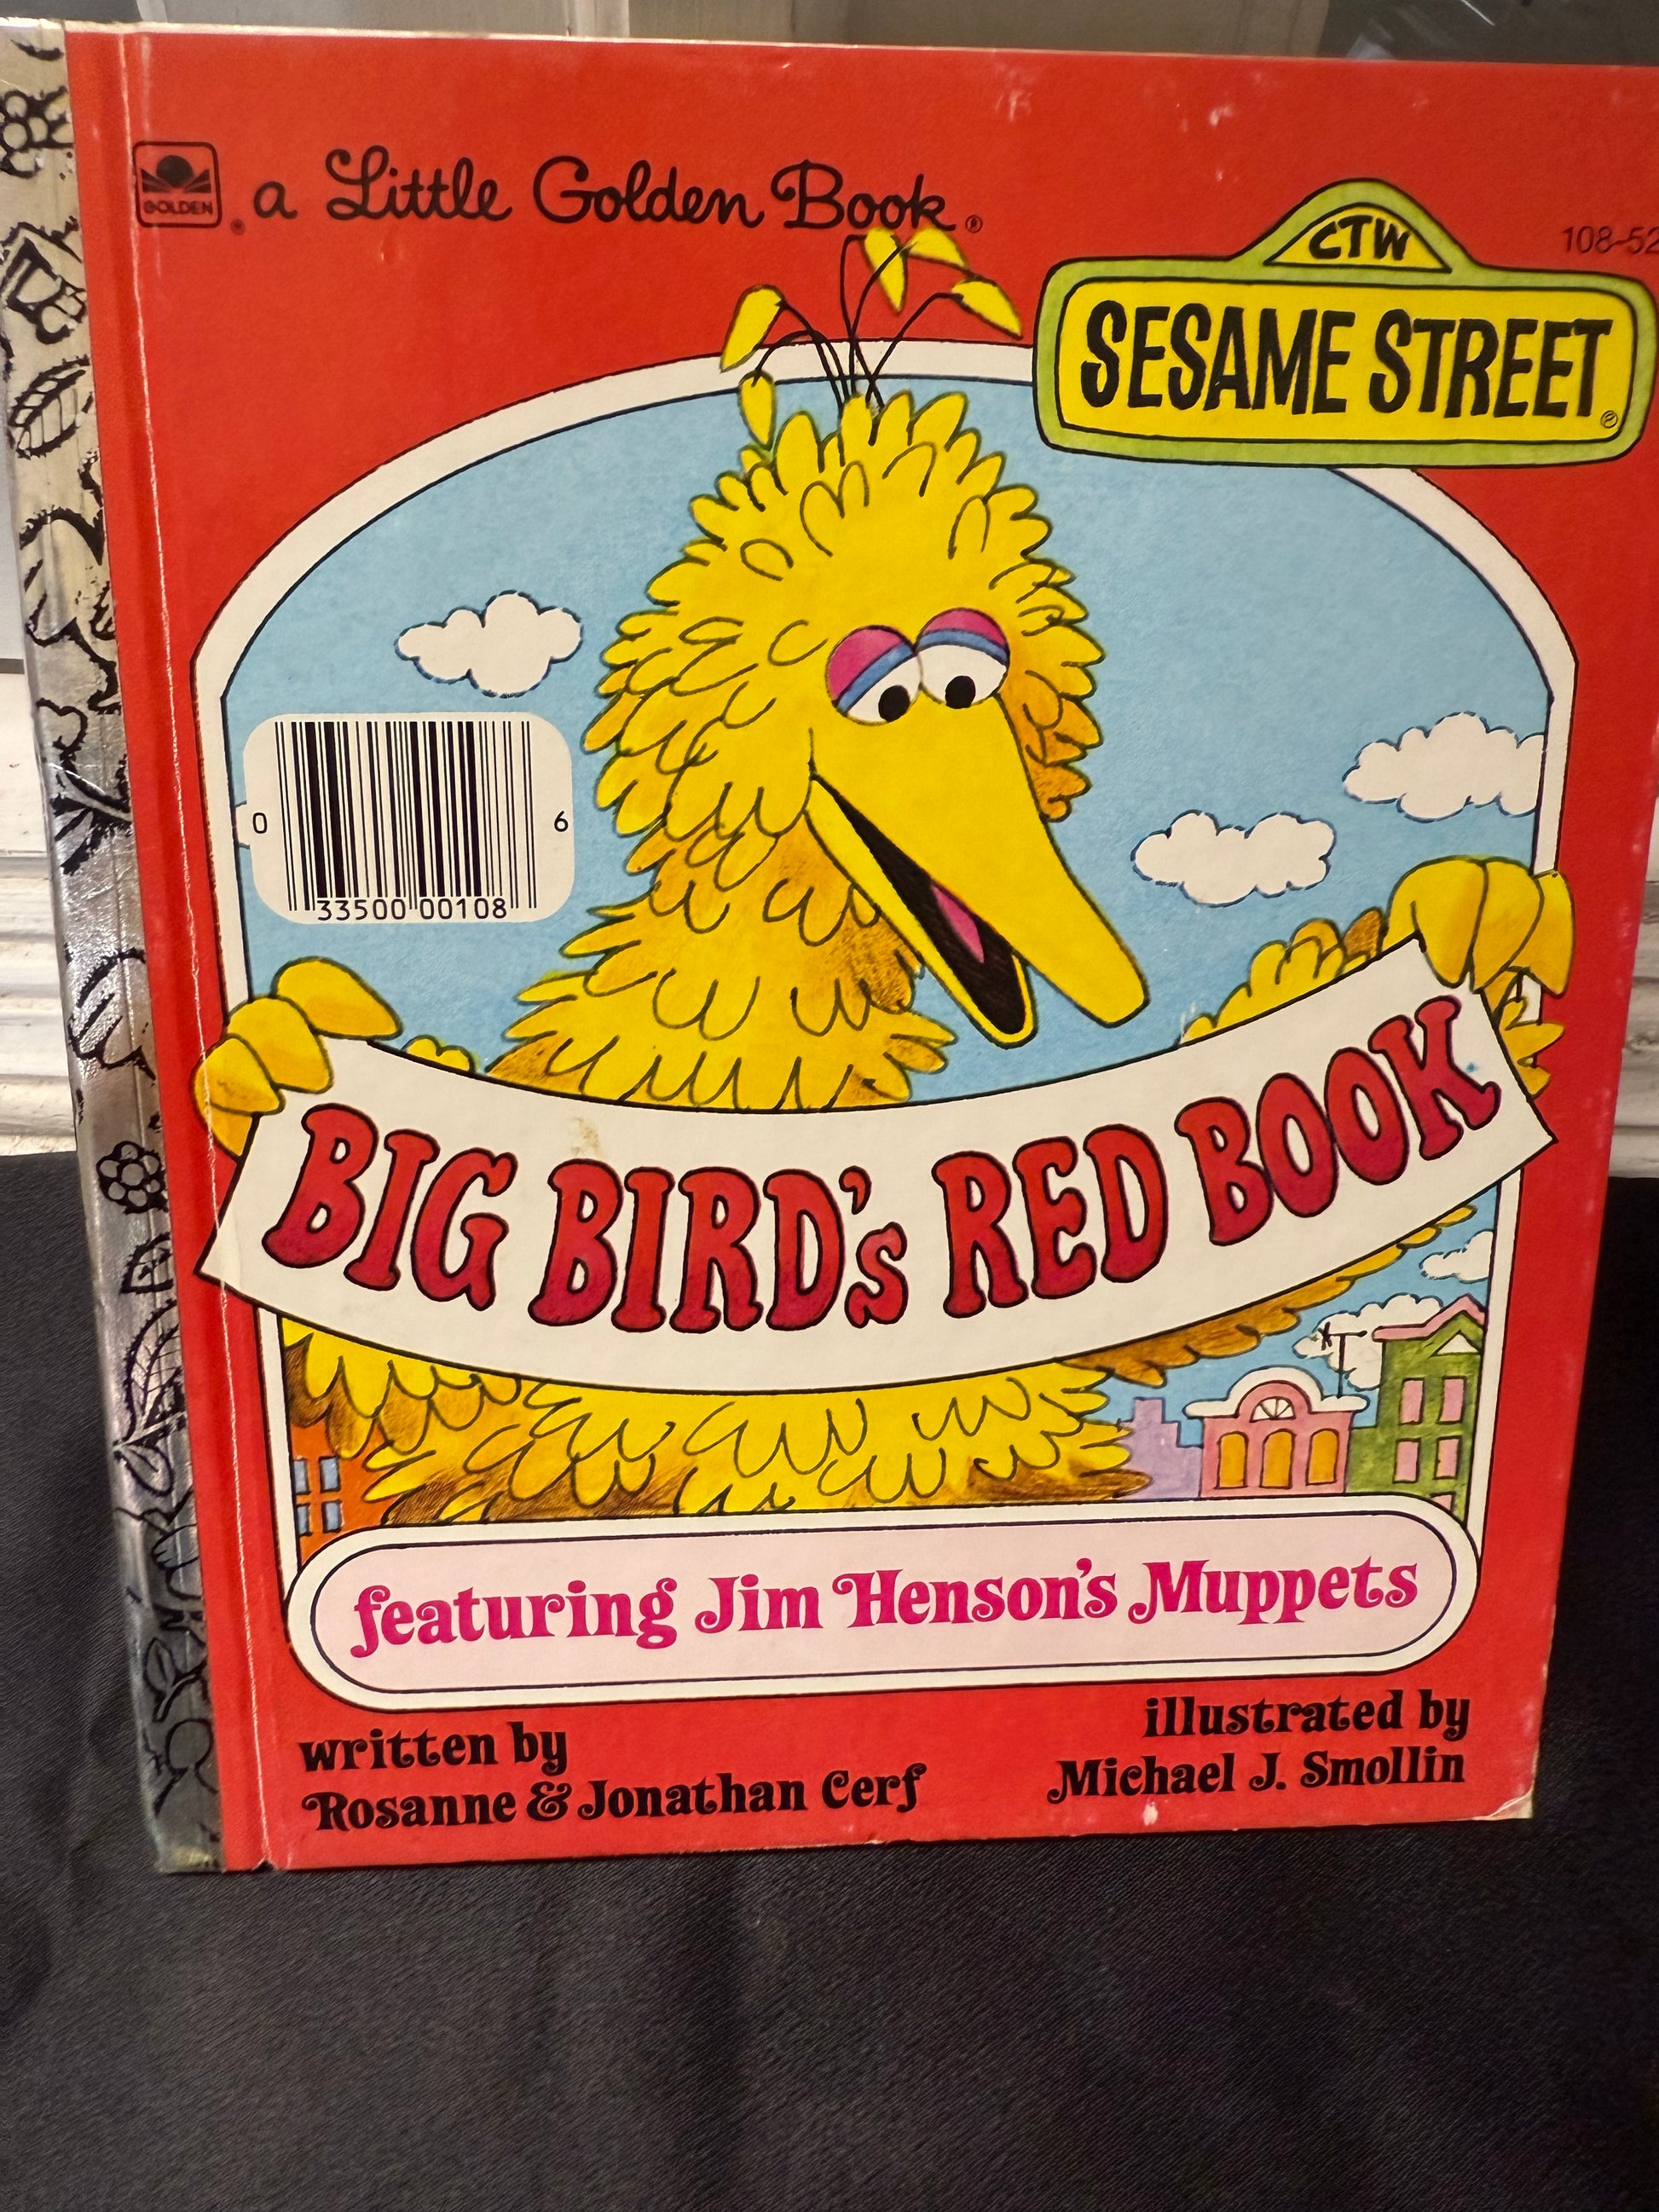 GOLDEN
a Little Golden Book®
CTW
108-52
SESAME STREET®
0 33500 00108 6
BIG BIRD's RED BOOK
featuring Jim Henson's Muppets
written by
Rosanne & Jonathan Cerf
illustrated by
Michael J. Smollin